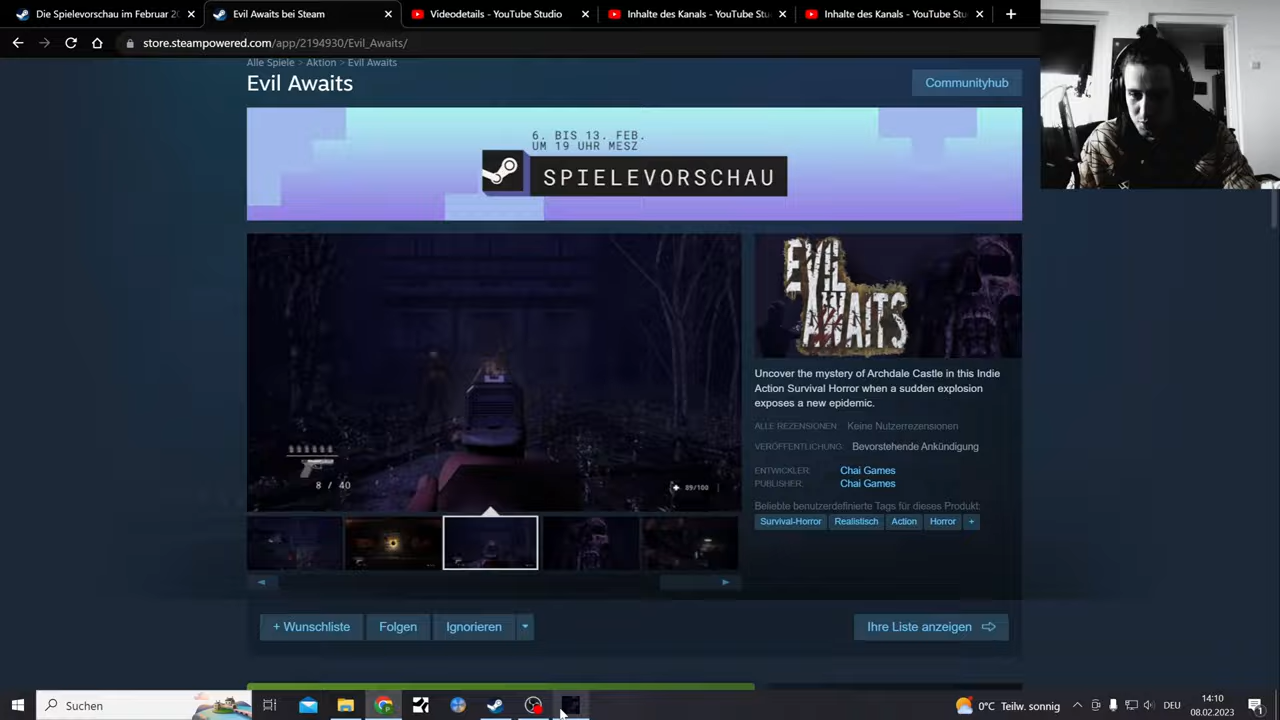 Die Spielevorschau im Februar 20
Evil Awaits bei Steam
Videodetails - YouTube Studio
Inhalte des Kanals - YouTube Stu
Inhalte des Kanals - YouTube Stu
store.steampowered.com/app/2194930/Evil_Awaits/
Alle Spiele > Aktion > Evil Awaits
Evil Awaits
Communityhub
6. BIS 13. FEB.
UM 19 UHR MESZ
SPIELEVORSCHAU
EVIL
AWAITS
Uncover the mystery of Archdale Castle in this Indie
Action Survival Horror when a sudden explosion
exposes a new epidemic.
ALLE REZENSIONEN: Keine Nutzerrezensionen
VERÖFFENTLICHUNG: Bevorstehende Ankündigung
ENTWICKLER: Chai Games
PUBLISHER: Chai Games
Beliebte benutzerdefinierte Tags für dieses Produkt:
Survival-Horror Realistisch Action Horror +
8 / 40
89/100
+ Wunschliste Folgen Ignorieren
Ihre Liste anzeigen
Suchen
0°C Teilw. sonnig
DEU
14:10
08.02.2023
1